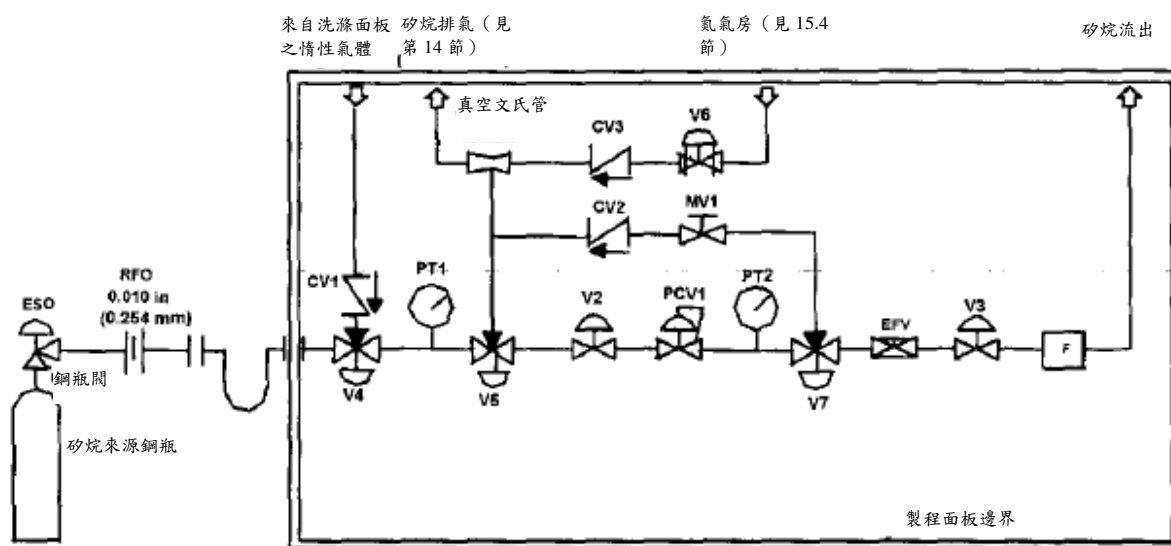 來自洗滌面板
之惰性氣體
矽烷排氣（見
第 14 節）
氮氣房（見 15.4
節）
矽烷流出
真空文氏管
CV3
V6
CV2
MV1
RFO
0.010 in
(0.254 mm)
ESO
CV1
PT1
V2
PCV1
PT2
EFV
V3
F
鋼瓶閥
V4
V5
V7
矽烷來源鋼瓶
製程面板邊界